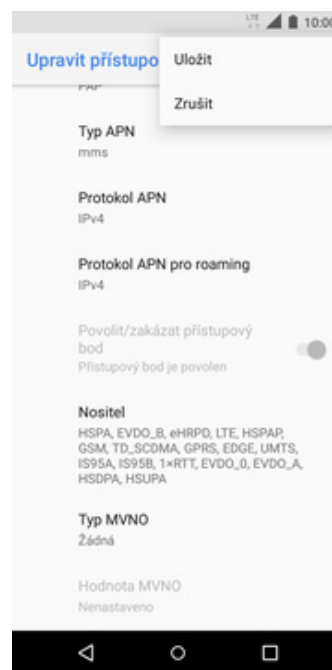 LTE 10:00
Upravit přístupo
Uložit
Zrušit
PAP
Typ APN
mms
Protokol APN
IPv4
Protokol APN pro roaming
IPv4
Povolit/zakázat přístupový
bod
Přístupový bod je povolen
Nositel
HSPA, EVDO_B, eHRPD, LTE, HSPAP,
GSM, TD_SCDMA, GPRS, EDGE, UMTS,
IS95A, IS95B, 1×RTT, EVDO_0, EVDO_A,
HSDPA, HSUPA
Typ MVNO
Žádná
Hodnota MVNO
Nenastaveno